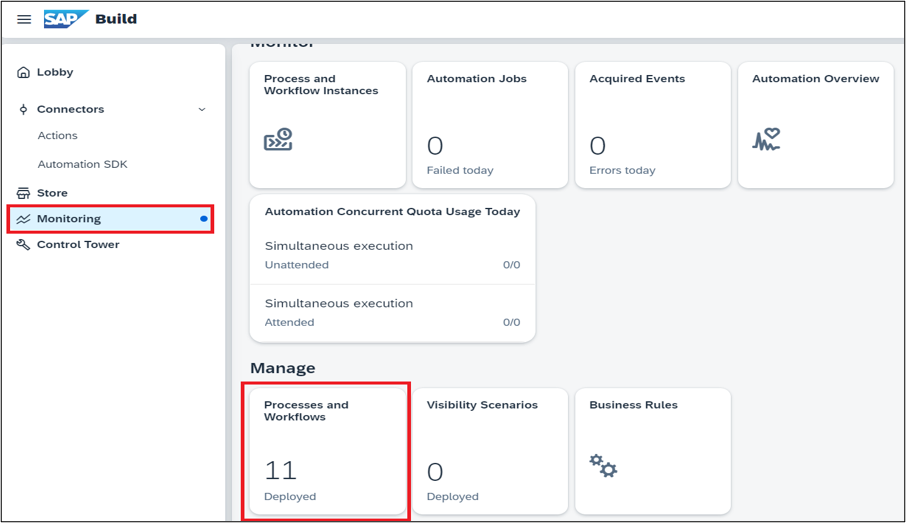 SAP Build
Monitor
Lobby
Connectors
Actions
Automation SDK
Store
Monitoring
Control Tower
Process and
Workflow Instances
Automation Jobs
0
Failed today
Acquired Events
0
Errors today
Automation Overview
Automation Concurrent Quota Usage Today
Simultaneous execution
Unattended 0/0
Simultaneous execution
Attended 0/0
Manage
Processes and
Workflows
11
Deployed
Visibility Scenarios
0
Deployed
Business Rules